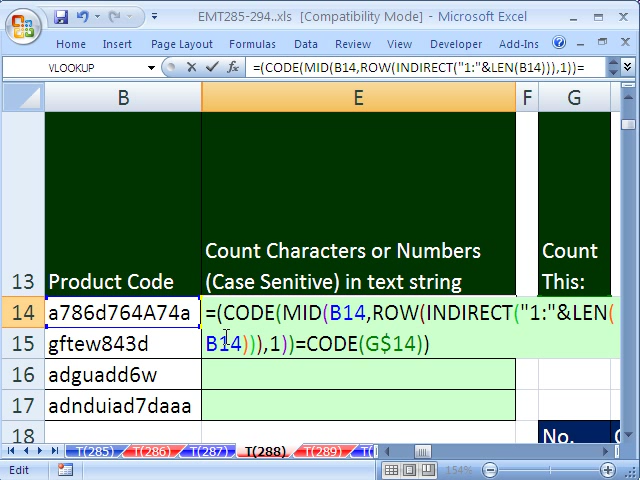 EMT285-294..xls [Compatibility Mode] - Microsoft Excel
Home Insert Page Layout Formulas Data Review View Developer Add-Ins
VLOOKUP =(CODE(MID(B14,ROW(INDIRECT("1:"&LEN(B14))),1))=
B E F G
13 Product Code
Count Characters or Numbers
(Case Senitive) in text string
Count
This:
14 a786d764A74a =(CODE(MID(B14,ROW(INDIRECT("1:"&LEN(
15 gftew843d B14))),1))=CODE(G$14))
16 adguadd6w
17 adnduiad7daaa
18 No.
T(285) T(286) T(287) T(288) T(289)
Edit 154%